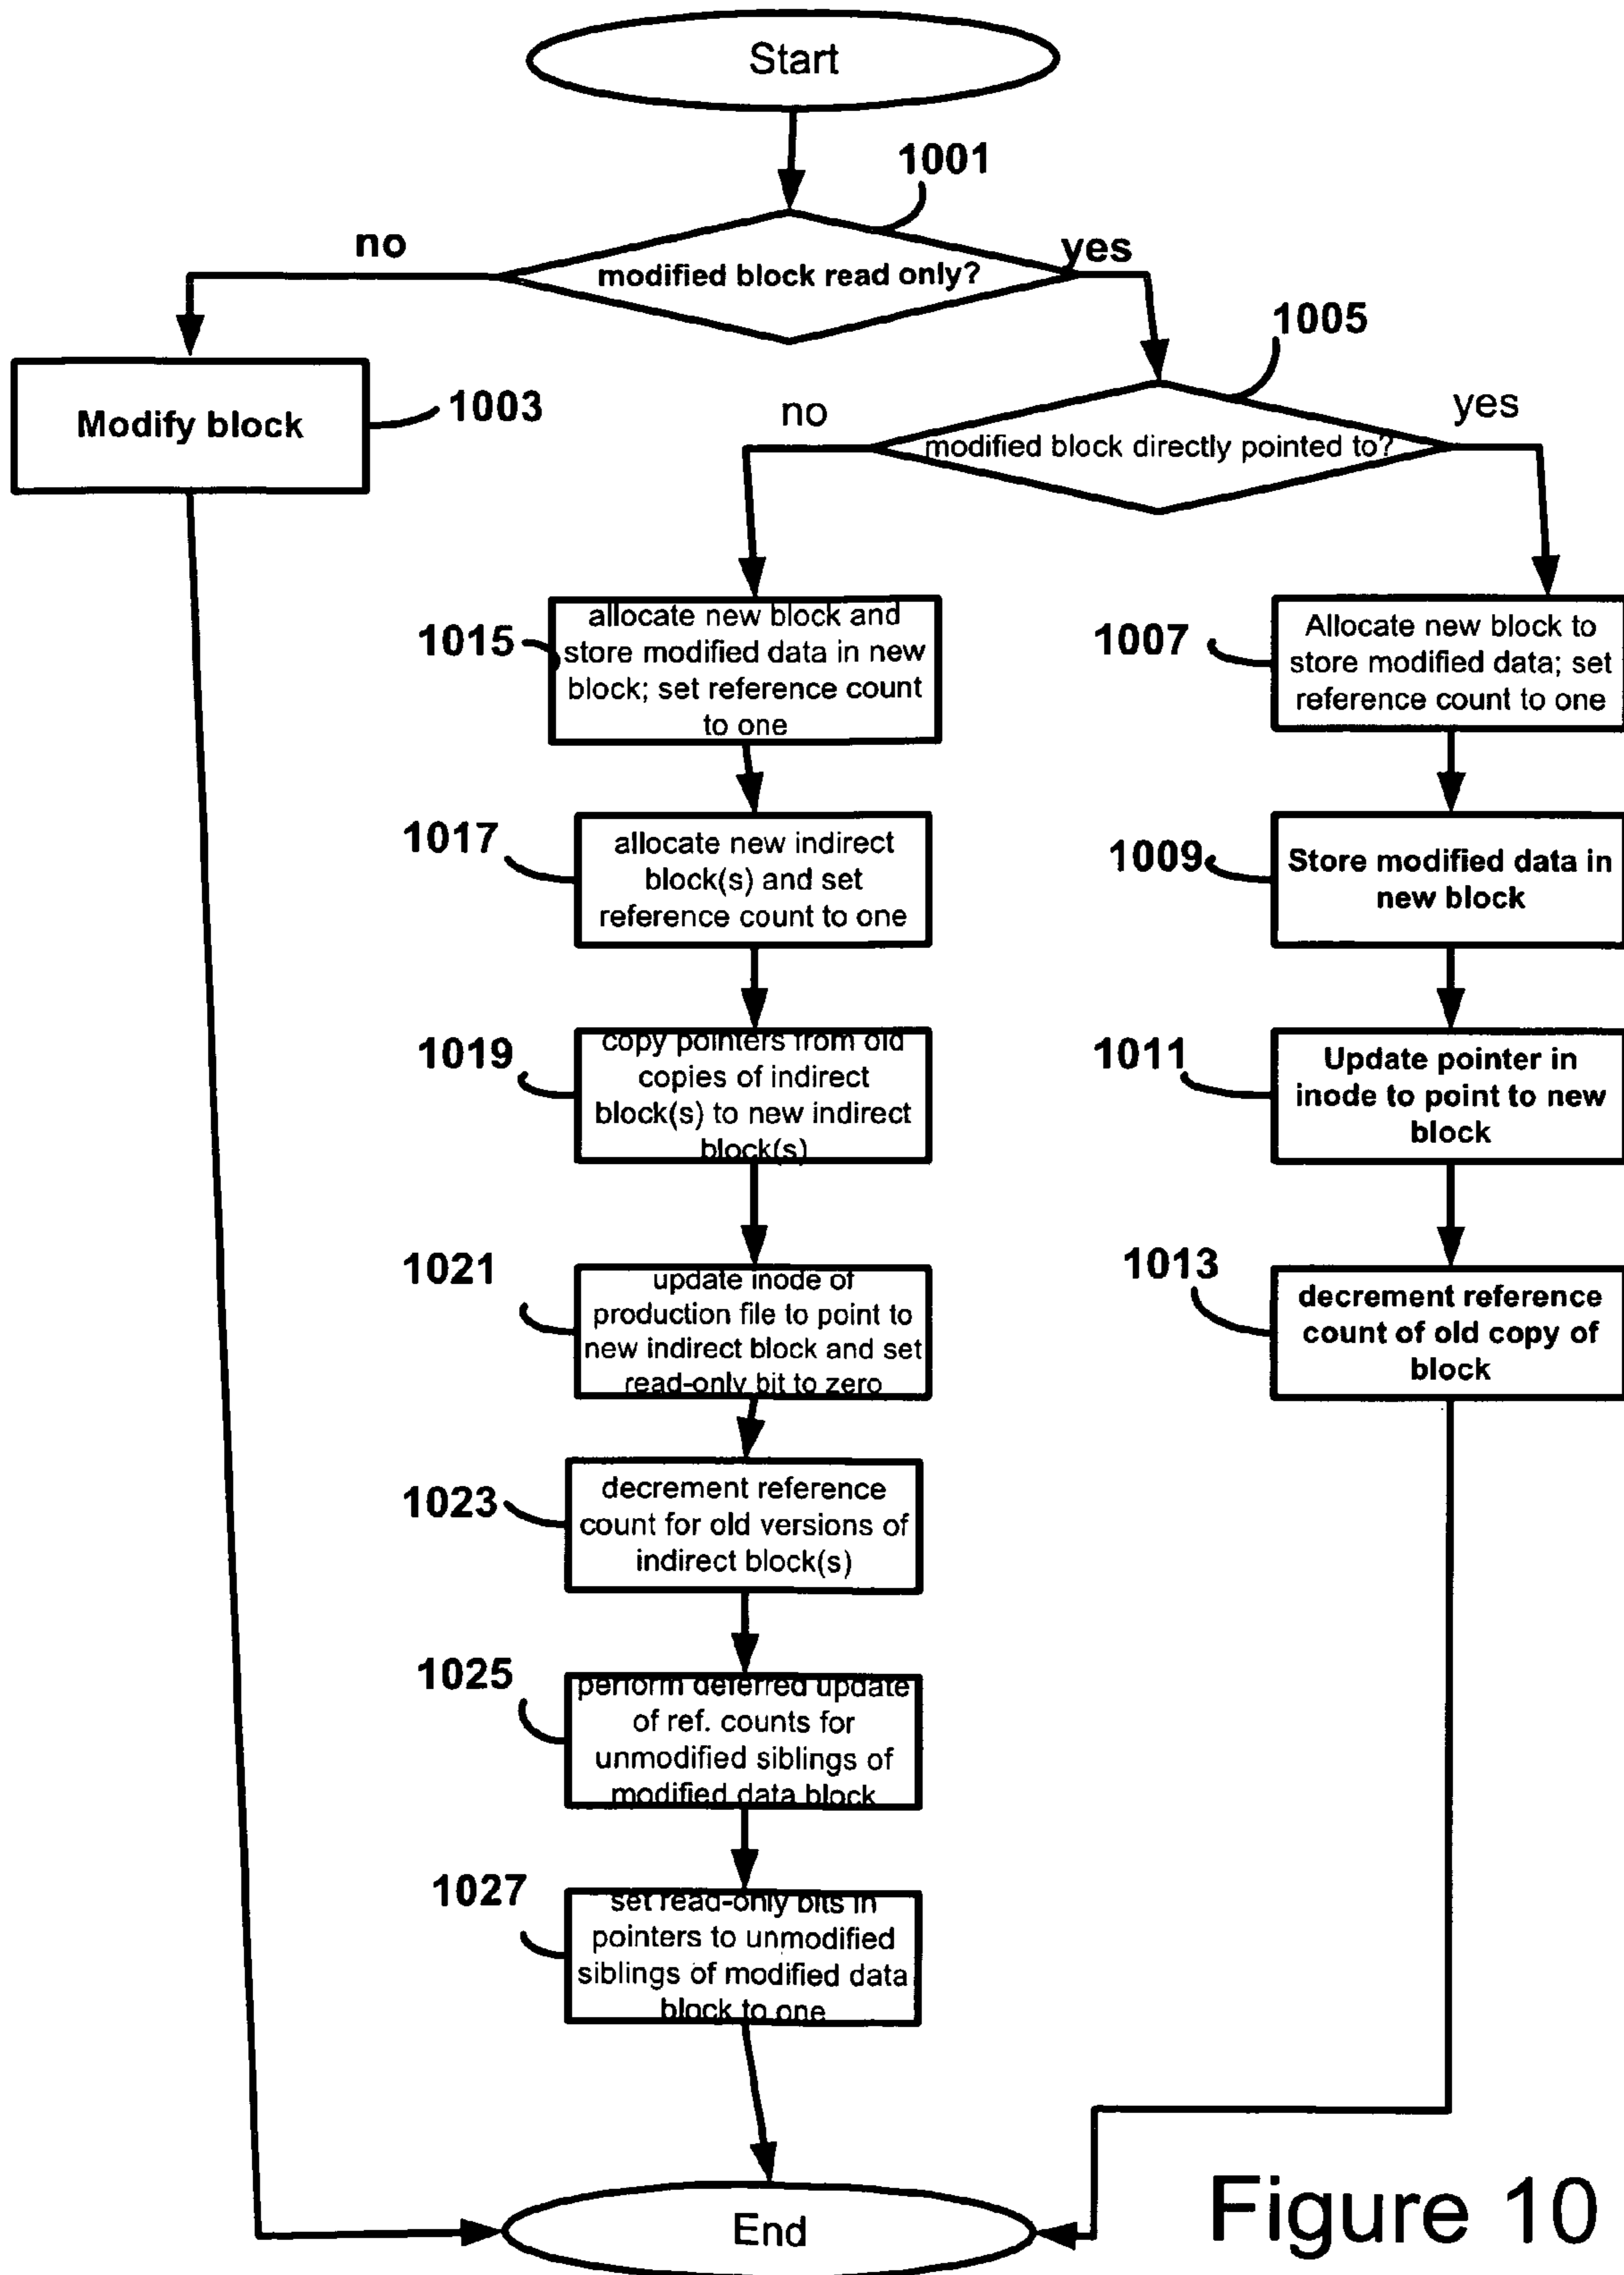 Start
1001
no
yes
modified block read only?
1005
Modify block
1003
no
yes
modified block directly pointed to?
1015
allocate new block and
store modified data in new
block; set reference count
to one
1007
Allocate new block to
store modified data; set
reference count to one
1017
allocate new indirect
block(s) and set
reference count to one
1009
Store modified data in
new block
1019
copy pointers from old
copies of indirect
block(s) to new indirect
block(s)
1011
Update pointer in
inode to point to new
block
1021
update inode of
production file to point to
new indirect block and set
read-only bit to zero
1013
decrement reference
count of old copy of
block
1023
decrement reference
count for old versions of
indirect block(s)
1025
perform deferred update
of ref. counts for
unmodified siblings of
modified data block
1027
set read-only bits in
pointers to unmodified
siblings of modified data
block to one
End
Figure 10